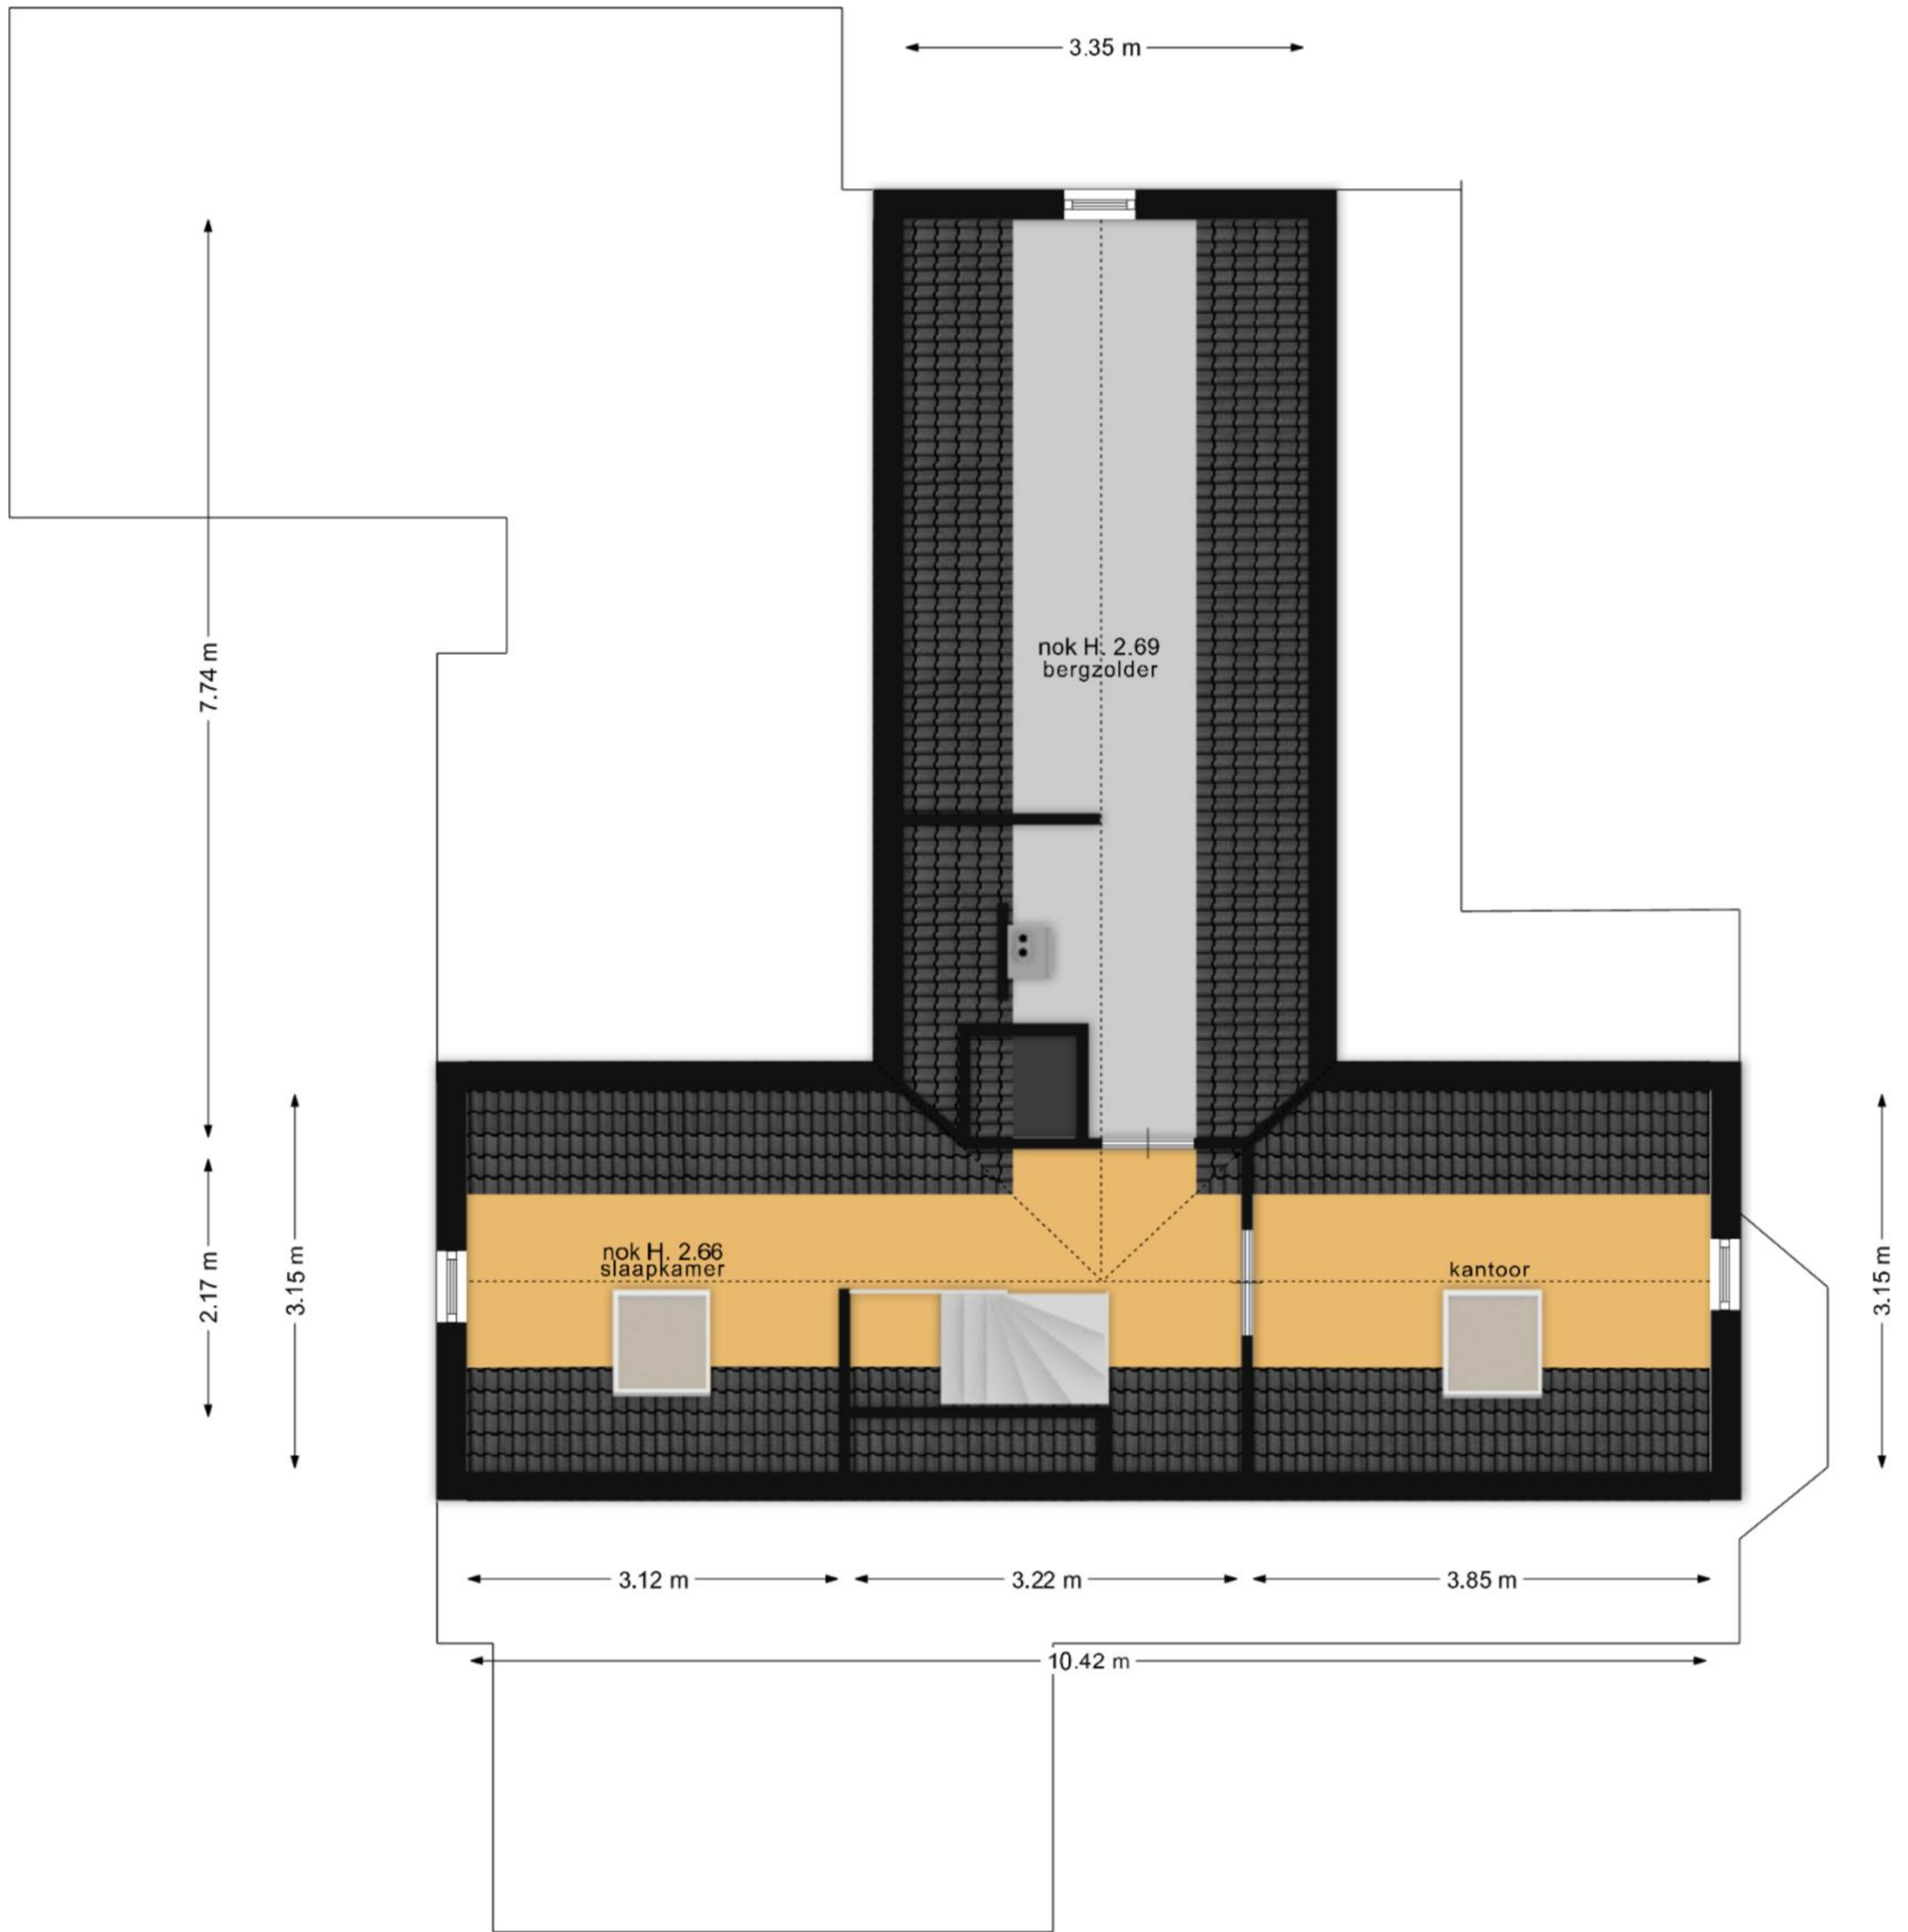 3.35 m
7.74 m
nok H. 2.69
bergzolder
2.17 m
3.15 m
nok H. 2.66
slaapkamer
kantoor
3.15 m
3.12 m
3.22 m
3.85 m
10.42 m